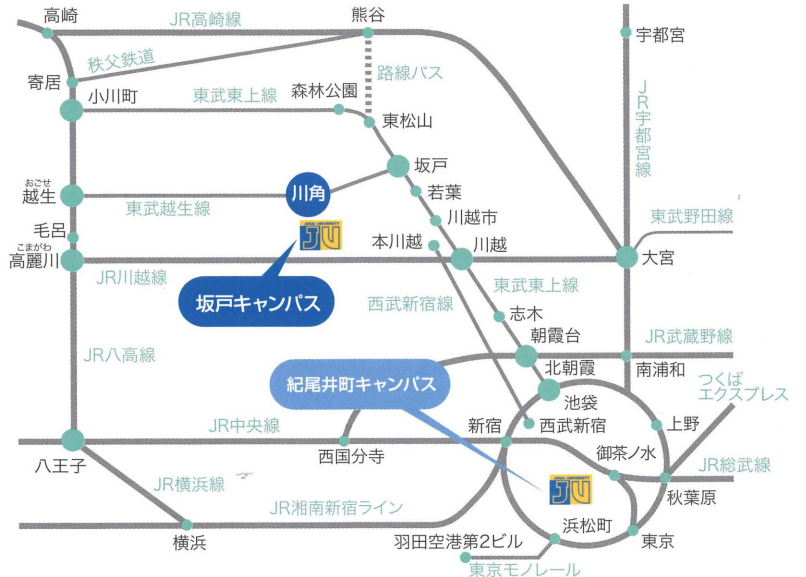 高崎
JR高崎線
熊谷
宇都宮
秩父鉄道
寄居
路線バス
小川町
東武東上線
森林公園
東松山
JR宇都宮線
坂戸
おごせ
越生
東武越生線
川角
若葉
川越市
毛呂
JOSAI UNIVERSITY
JU
本川越
川越
東武野田線
こまがわ
高麗川
JR川越線
大宮
坂戸キャンパス
西武新宿線
東武東上線
志木
朝霞台
JR武蔵野線
JR八高線
北朝霞
南浦和
紀尾井町キャンパス
池袋
つくば
エクスプレス
JR中央線
新宿
西武新宿
上野
八王子
西国分寺
御茶ノ水
JR総武線
JR横浜線
JOSAI UNIVERSITY
JU
秋葉原
JR湘南新宿ライン
浜松町
横浜
羽田空港第2ビル
東京
東京モノレール